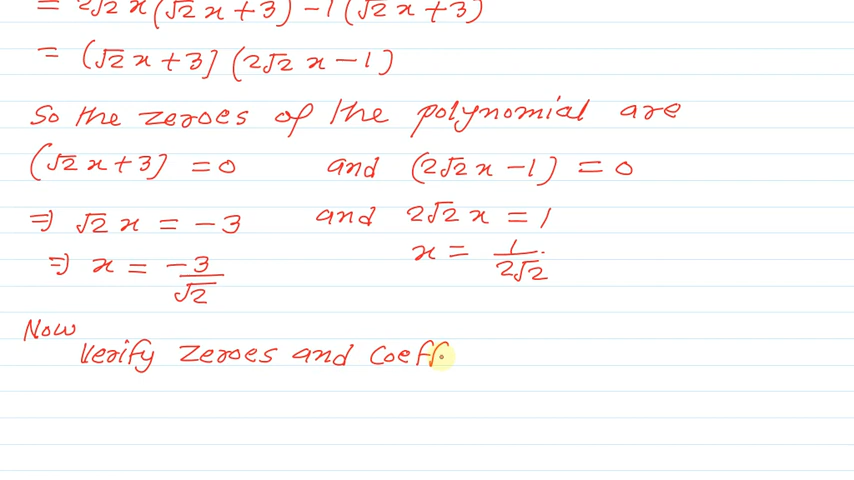 = 2√2 x (√2 x + 3) - 1 (√2 x + 3)
= (√2 x + 3] (2√2 x - 1)
So the zeroes of the polynomial are
(√2 x + 3] = 0 and (2√2 x - 1) = 0
⇒ √2 x = - 3 and 2√2 x = 1
⇒ x = -3/√2 x = 1/2√2
Now
Verify zeroes and coeff